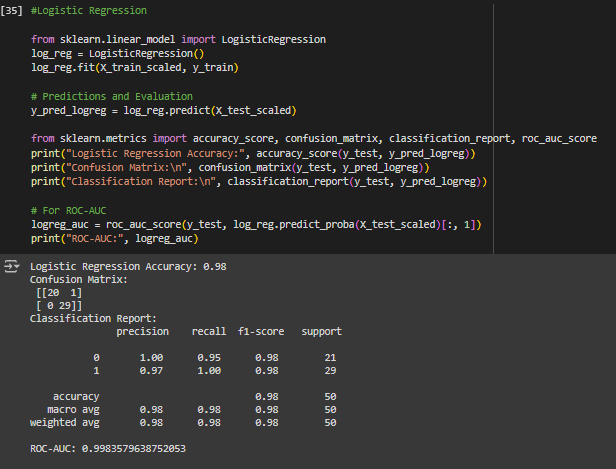 [35] #Logistic Regression
from sklearn.linear_model import LogisticRegression
log_reg = LogisticRegression()
log_reg.fit(X_train_scaled, y_train)
# Predictions and Evaluation
y_pred_logreg = log_reg.predict(X_test_scaled)
from sklearn.metrics import accuracy_score, confusion_matrix, classification_report, roc_auc_score
print("Logistic Regression Accuracy:", accuracy_score(y_test, y_pred_logreg))
print("Confusion Matrix:\n", confusion_matrix(y_test, y_pred_logreg))
print("Classification Report:\n", classification_report(y_test, y_pred_logreg))
# For ROC-AUC
logreg_auc = roc_auc_score(y_test, log_reg.predict_proba(X_test_scaled)[:, 1])
print("ROC-AUC:", logreg_auc)
Logistic Regression Accuracy: 0.98
Confusion Matrix:
[[20  1]
[ 0 29]]
Classification Report:
precision    recall  f1-score   support
0       1.00      0.95      0.98        21
1       0.97      1.00      0.98        29
accuracy                           0.98        50
macro avg       0.98      0.98      0.98        50
weighted avg       0.98      0.98      0.98        50
ROC-AUC: 0.9983579638752053